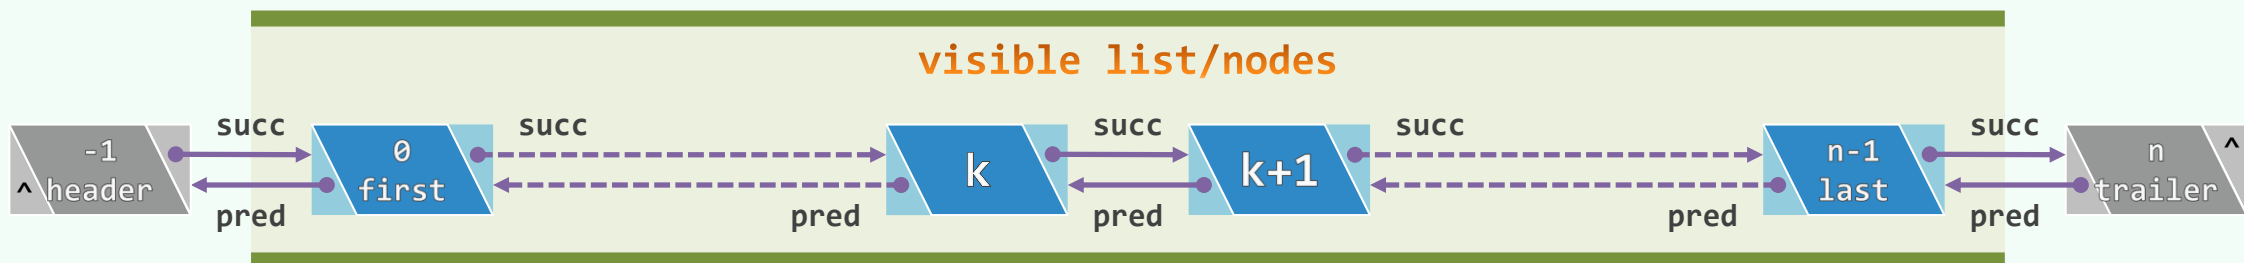 visible list/nodes
succ succ succ succ succ
-1 0 k k+1 n-1 n ^
^ header first last trailer
pred pred pred pred pred